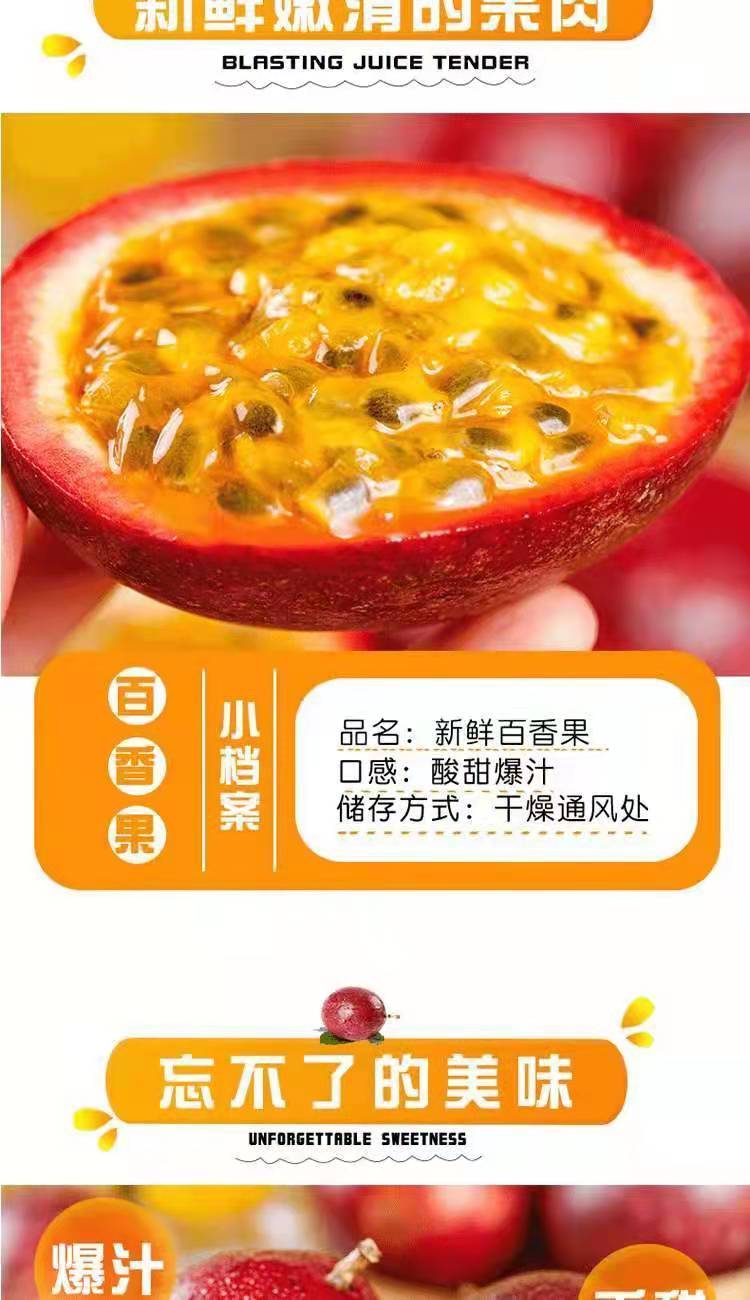 新鲜嫩滑的果肉
BLASTING JUICE TENDER
百香果
小档案
品名：新鲜百香果
口感：酸甜爆汁
储存方式：干燥通风处
忘不了的美味
UNFORGETTABLE SWEETNESS
爆汁